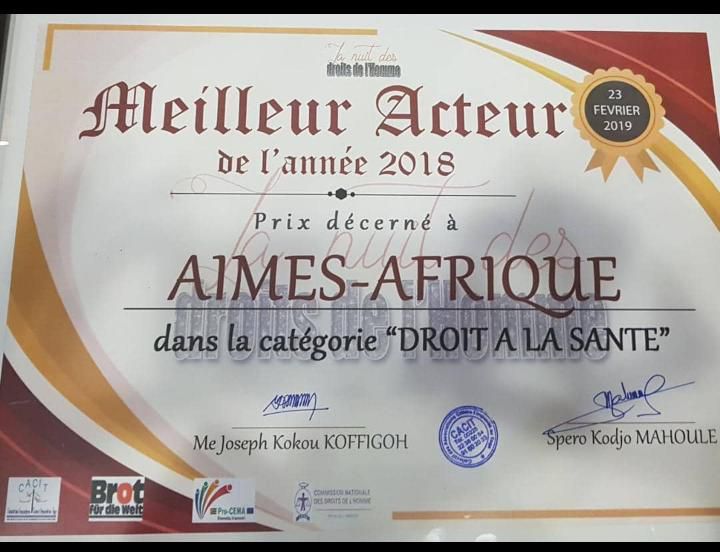 La nuit des
droits de l'Homme
Meilleur Acteur
de l'année 2018
23
FEVRIER
2019
Prix décerné à
AIMES-AFRIQUE
dans la catégorie “DROIT A LA SANTE”
Me Joseph Kokou KOFFIGOH
Spero Kodjo MAHOULE
CACIT
CACIT
Brot
für die Welt
Pro-CEMA
COMMISSION NATIONALE
DES DROITS DE L'HOMME